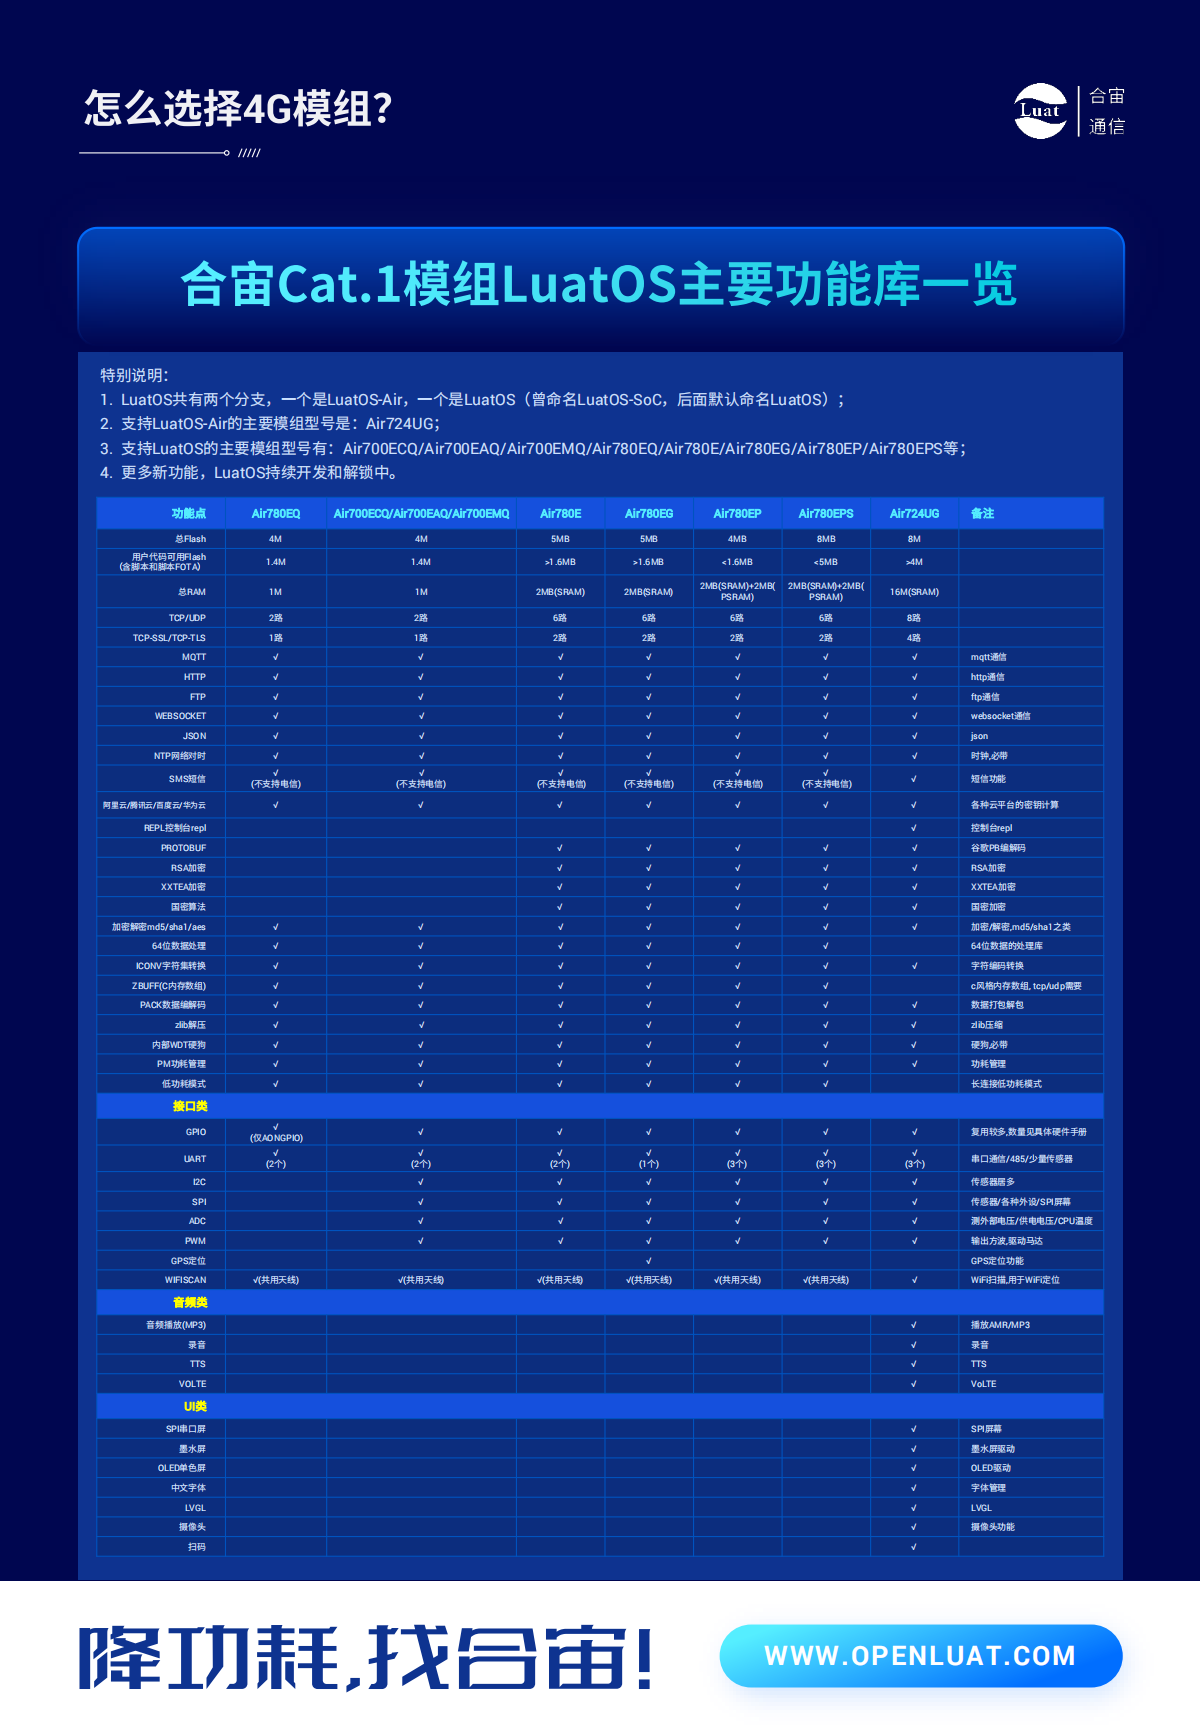 怎么选择4G模组？
Luat
合宙
通信
合宙Cat.1模组LuatOS主要功能库一览
特别说明：
1. LuatOS共有两个分支，一个是LuatOS-Air，一个是LuatOS（曾命名LuatOS-SoC，后面默认命名LuatOS）；
2. 支持LuatOS-Air的主要模组型号是：Air724UG；
3. 支持LuatOS的主要模组型号有：Air700ECQ/Air700EAQ/Air700EMQ/Air780EQ/Air780E/Air780EG/Air780EP/Air780EPS等；
4. 更多新功能，LuatOS持续开发和解锁中。
功能点 Air780EQ Air700ECQ/Air700EAQ/Air700EMQ Air780E Air780EG Air780EP Air780EPS Air724UG 备注
总Flash 4M 4M 5MB 5MB 4MB 8MB 8M
用户代码可用Flash
(含脚本和脚本FOTA) 1.4M 1.4M >1.6MB >1.6MB <1.6MB <5MB >4M
总RAM 1M 1M 2MB(SRAM) 2MB(SRAM) 2MB(SRAM)+2MB(PSRAM) 2MB(SRAM)+2MB(PSRAM) 16M(SRAM)
TCP/UDP 2路 2路 6路 6路 6路 6路 8路
TCP-SSL/TCP-TLS 1路 1路 2路 2路 2路 2路 4路
MQTT √ √ √ √ √ √ √ mqtt通信
HTTP √ √ √ √ √ √ √ http通信
FTP √ √ √ √ √ √ √ ftp通信
WEBSOCKET √ √ √ √ √ √ √ websocket通信
JSON √ √ √ √ √ √ √ json
NTP网络对时 √ √ √ √ √ √ √ 时钟,必带
SMS短信 √(不支持电信) √(不支持电信) √(不支持电信) √(不支持电信) √(不支持电信) √(不支持电信) √ 短信功能
阿里云/腾讯云/百度云/华为云 √ √ √ √ √ √ √ 各种云平台的密钥计算
REPL控制台repl √ 控制台repl
PROTOBUF √ √ √ √ √ 谷歌PB编解码
RSA加密 √ √ √ √ √ RSA加密
XXTEA加密 √ √ √ √ √ XXTEA加密
国密算法 √ √ √ √ √ 国密加密
加密解密md5/sha1/aes √ √ √ √ √ √ √ 加密/解密,md5/sha1之类
64位数据处理 √ √ √ √ √ √ 64位数据的处理库
ICONV字符集转换 √ √ √ √ √ √ √ 字符编码转换
ZBUFF(C内存数组) √ √ √ √ √ √ c风格内存数组, tcp/udp需要
PACK数据编解码 √ √ √ √ √ √ √ 数据打包解包
zlib解压 √ √ √ √ √ √ √ zlib压缩
内部WDT硬狗 √ √ √ √ √ √ √ 硬狗,必带
PM功耗管理 √ √ √ √ √ √ √ 功耗管理
低功耗模式 √ √ √ √ √ √ 长连接低功耗模式
接口类
GPIO √(仅AONGPIO) √ √ √ √ √ √ 复用较多,数量见具体硬件手册
UART √(2个) √(2个) √(2个) √(1个) √(3个) √(3个) √(3个) 串口通信/485/少量传感器
I2C √ √ √ √ √ √ 传感器居多
SPI √ √ √ √ √ √ 传感器/各种外设/SPI屏幕
ADC √ √ √ √ √ √ 测外部电压/供电电压/CPU温度
PWM √ √ √ √ √ √ 输出方波,驱动马达
GPS定位 √ GPS定位功能
WIFISCAN √(共用天线) √(共用天线) √(共用天线) √(共用天线) √(共用天线) √(共用天线) √ WiFi扫描,用于WiFi定位
音频类
音频播放(MP3) √ 播放AMR/MP3
录音 √ 录音
TTS √ TTS
VOLTE √ VoLTE
UI类
SPI串口屏 √ SPI屏幕
墨水屏 √ 墨水屏驱动
OLED单色屏 √ OLED驱动
中文字体 √ 字体管理
LVGL √ LVGL
摄像头 √ 摄像头功能
扫码 √
降功耗,找合宙!
WWW.OPENLUAT.COM